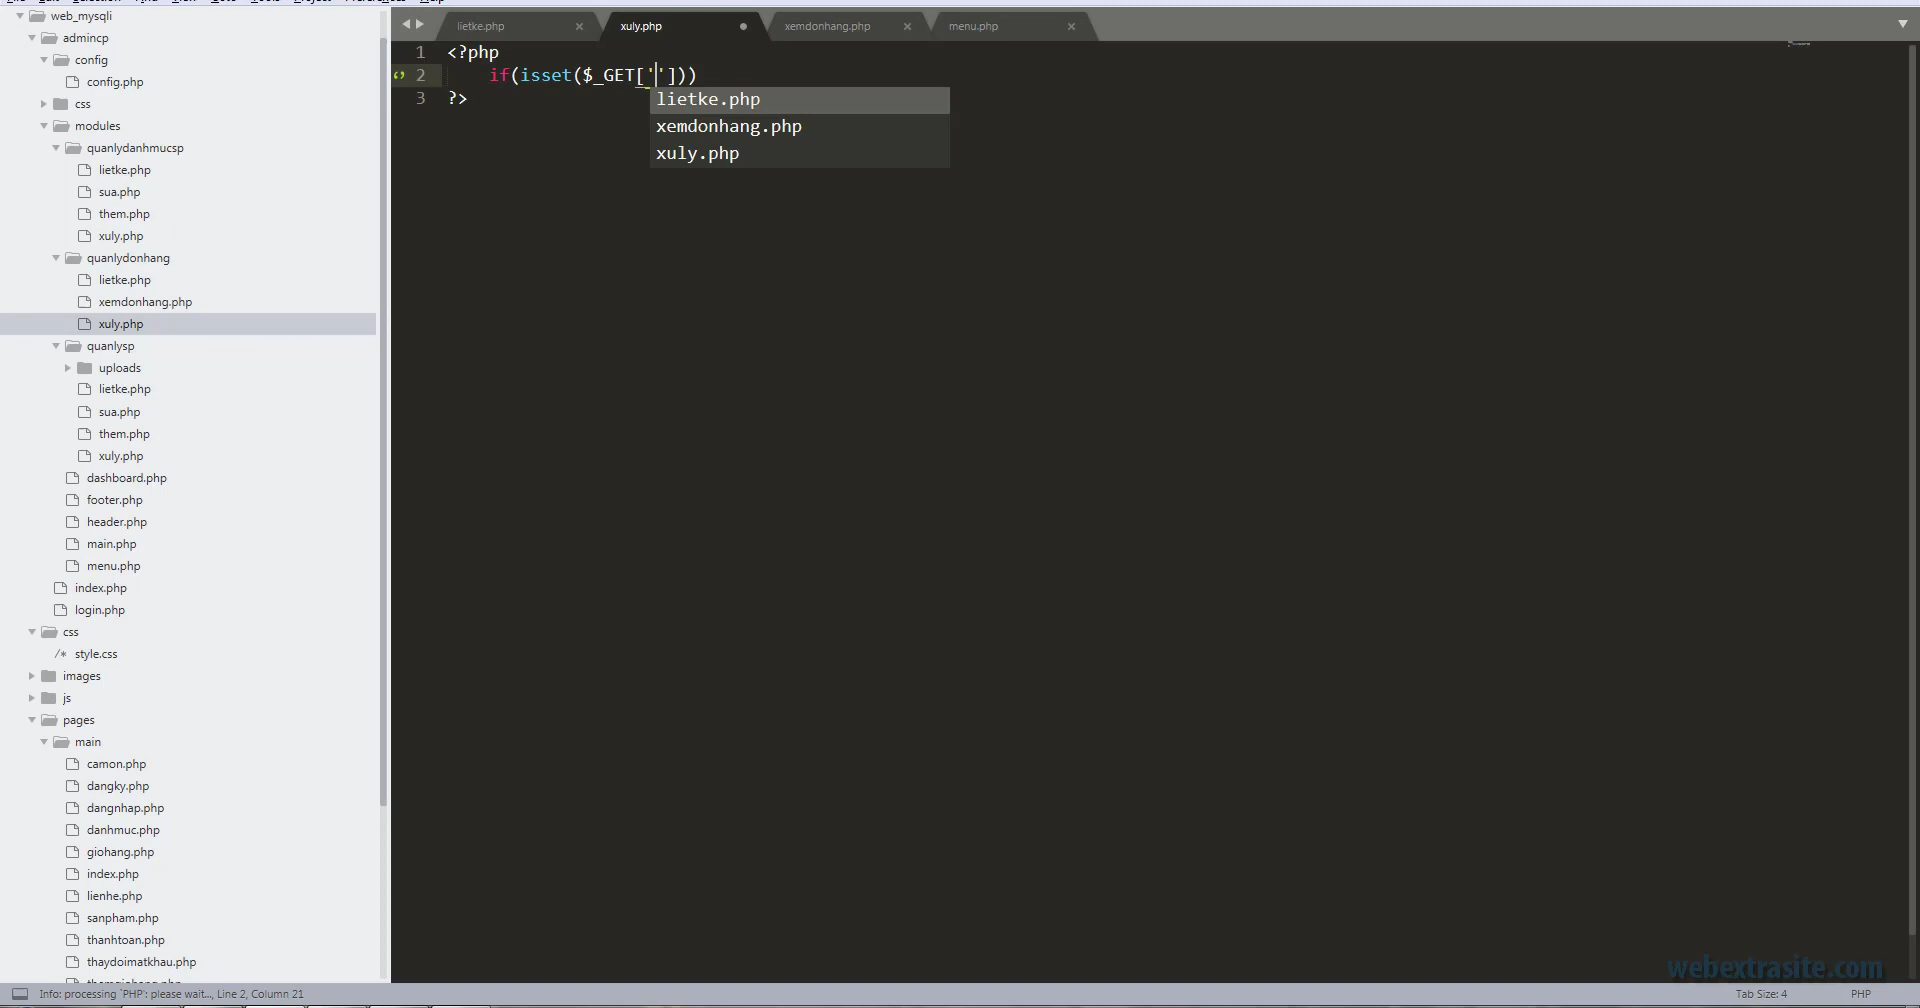 web_mysqli
admincp
config
config.php
css
modules
quanlydanhmucsp
lietke.php
sua.php
them.php
xuly.php
quanlydonhang
lietke.php
xemdonhang.php
xuly.php
quanlysp
uploads
lietke.php
sua.php
them.php
xuly.php
dashboard.php
footer.php
header.php
main.php
menu.php
index.php
login.php
css
/* style.css
images
js
pages
main
camon.php
dangky.php
dangnhap.php
danhmuc.php
giohang.php
index.php
lienhe.php
sanpham.php
thanhtoan.php
thaydoimatkhau.php
lietke.php
xuly.php
xemdonhang.php
menu.php
1 <?php
2 if(isset($_GET['']))
3 ?>
lietke.php
xemdonhang.php
xuly.php
webextrasite.com
Info: processing `PHP': please wait..., Line 2, Column 21
Tab Size: 4
PHP